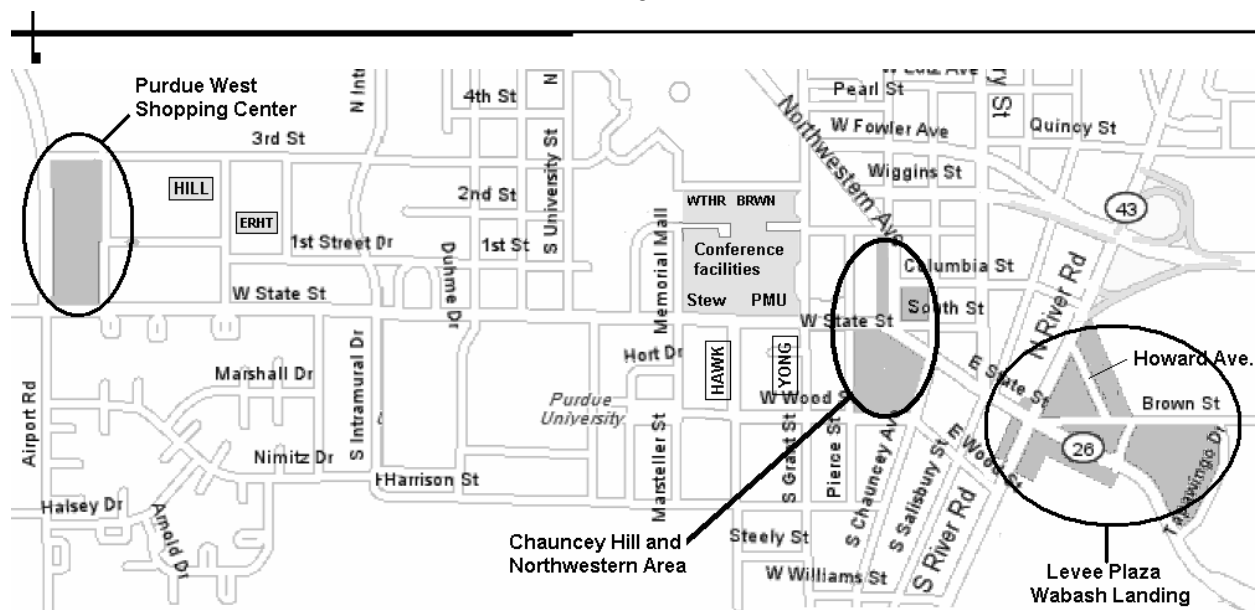 W Lutz Ave
Purdue West
Shopping Center
N Intr
4th St
N
Pearl St
ry St
3rd St
Northwestern Ave
W Fowler Ave
Quincy St
S University St
Wiggins St
HILL
2nd St
WTHR BRWN
43
ERHT
1st Street Dr
1st St
Duhme Dr
Memorial Mall
Conference
facilities
Columbia St
W State St
Stew PMU
South St
W State St
N River Rd
Hort Dr
HAWK
YONG
E State St
Howard Ave.
Marshall Dr
S Intramural Dr
Purdue
University
W Wood St
Brown St
Airport Rd
Nimitz Dr
Harrison St
Marsteller St
S Grant St
Pierce St
S Chauncey Ave
S Salisbury St
E Wood St
26
Tapawingo Dr
Halsey Dr
Arnold Dr
Steely St
S River Rd
Chauncey Hill and
Northwestern Area
W Williams St
Levee Plaza
Wabash Landing